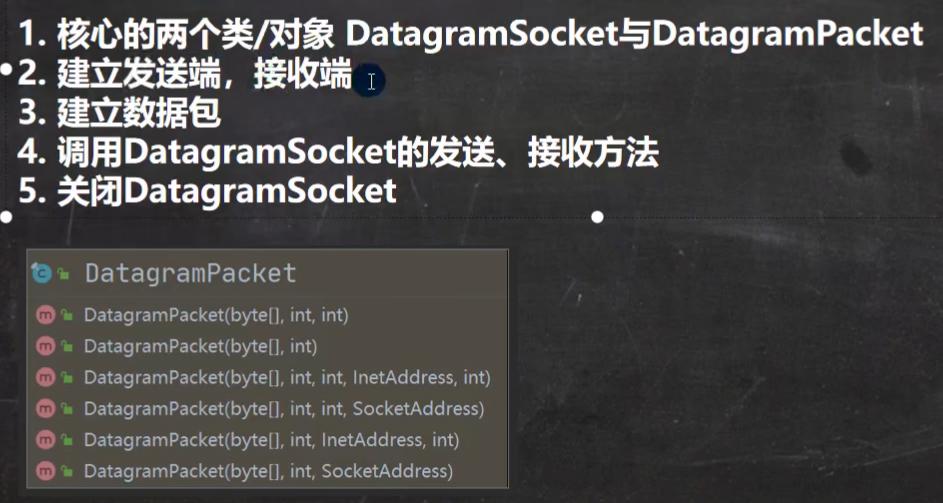 1. 核心的两个类/对象 DatagramSocket与DatagramPacket
2. 建立发送端，接收端
3. 建立数据包
4. 调用DatagramSocket的发送、接收方法
5. 关闭DatagramSocket
DatagramPacket
DatagramPacket(byte[], int, int)
DatagramPacket(byte[], int)
DatagramPacket(byte[], int, int, InetAddress, int)
DatagramPacket(byte[], int, int, SocketAddress)
DatagramPacket(byte[], int, InetAddress, int)
DatagramPacket(byte[], int, SocketAddress)